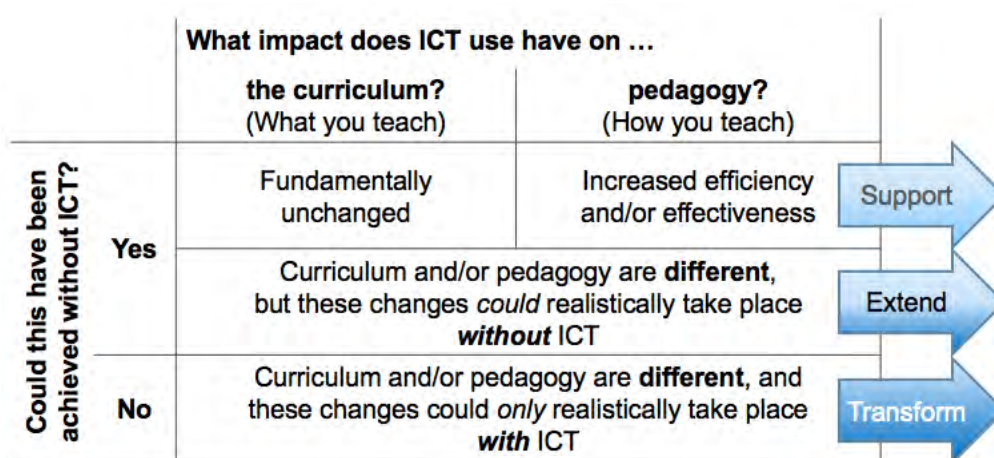 What impact does ICT use have on …
the curriculum?
(What you teach)
pedagogy?
(How you teach)
Could this have been
achieved without ICT?
Yes
Fundamentally
unchanged
Increased efficiency
and/or effectiveness
Support
Curriculum and/or pedagogy are different,
but these changes could realistically take place
without ICT
Extend
No
Curriculum and/or pedagogy are different, and
these changes could only realistically take place
with ICT
Transform